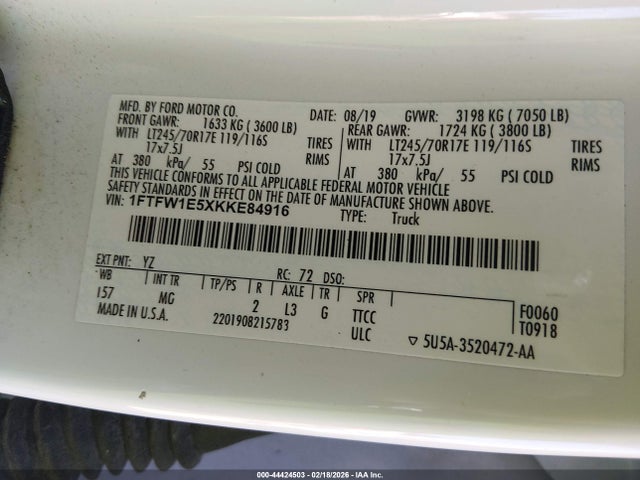 MFD. BY FORD MOTOR CO. DATE: 08/19 GVWR: 3198 KG ( 7050 LB)
FRONT GAWR: 1633 KG ( 3600 LB) REAR GAWR: 1724 KG ( 3800 LB)
WITH LT245/70R17E 119/116S TIRES WITH LT245/70R17E 119/116S TIRES
17x7.5J RIMS 17x7.5J RIMS
AT 380 kPa/ 55 PSI COLD AT 380 kPa/ 55 PSI COLD
THIS VEHICLE CONFORMS TO ALL APPLICABLE FEDERAL MOTOR VEHICLE
SAFETY STANDARDS IN EFFECT ON THE DATE OF MANUFACTURE SHOWN ABOVE.
VIN: 1FTFW1E5XKKE84916 TYPE: Truck
EXT PNT: YZ RC: 72 DSO:
WB INT TR TP/PS R AXLE TR SPR
157 MG 2 L3 G TTCC F0060
MADE IN U.S.A. 2201908215783 ULC T0918
▽ 5U5A-3520472-AA
000-44424503 - 02/18/2026 - IAA Inc.